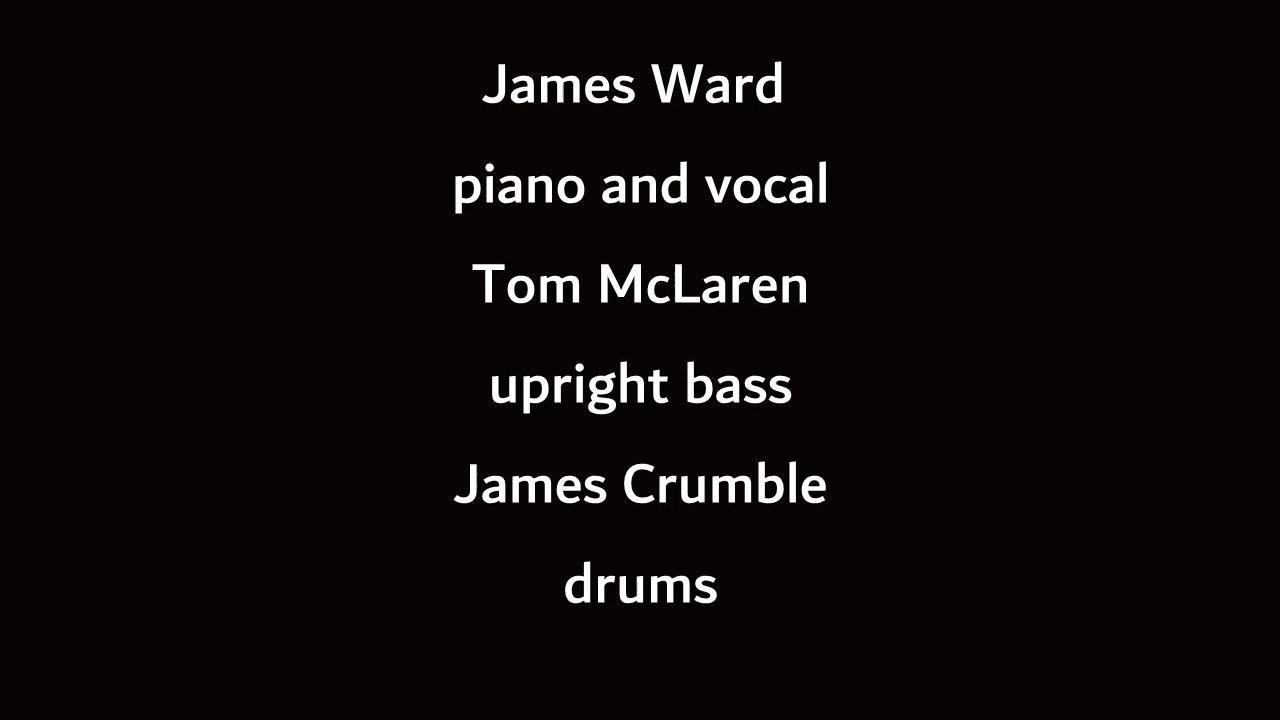 James Ward
piano and vocal
Tom McLaren
upright bass
James Crumble
drums